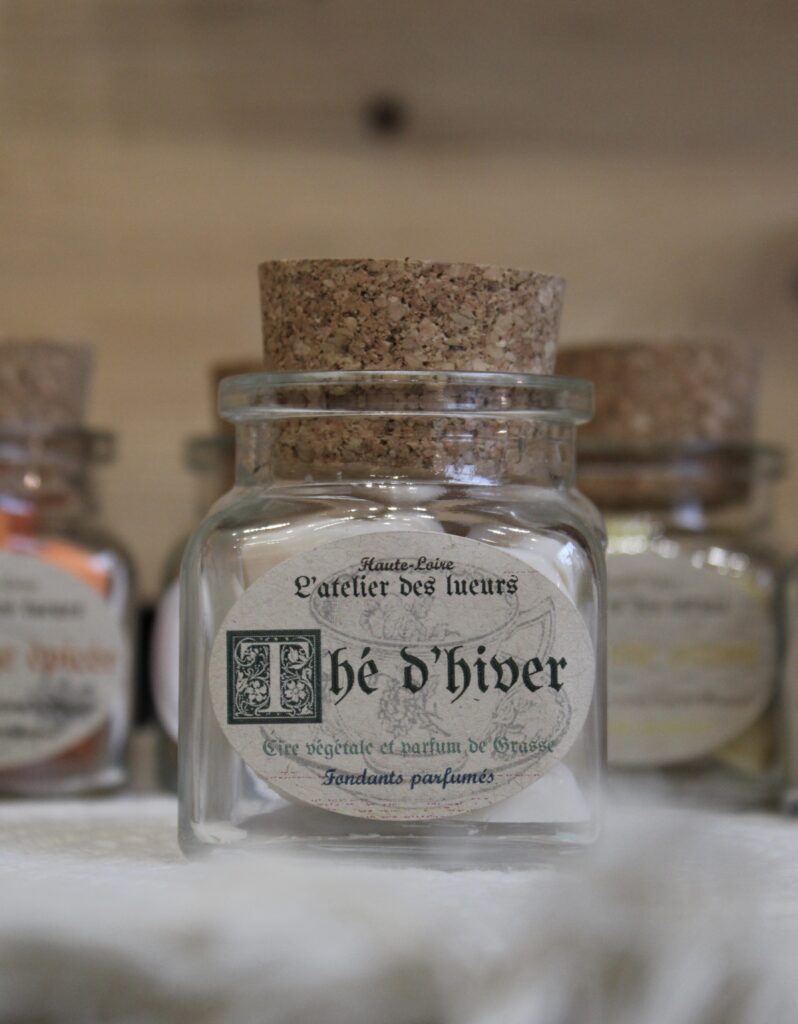 Haute-Loire
L'atelier des lueurs
Thé d'hiver
Cire végétale et parfum de Grasse
Fondants parfumés